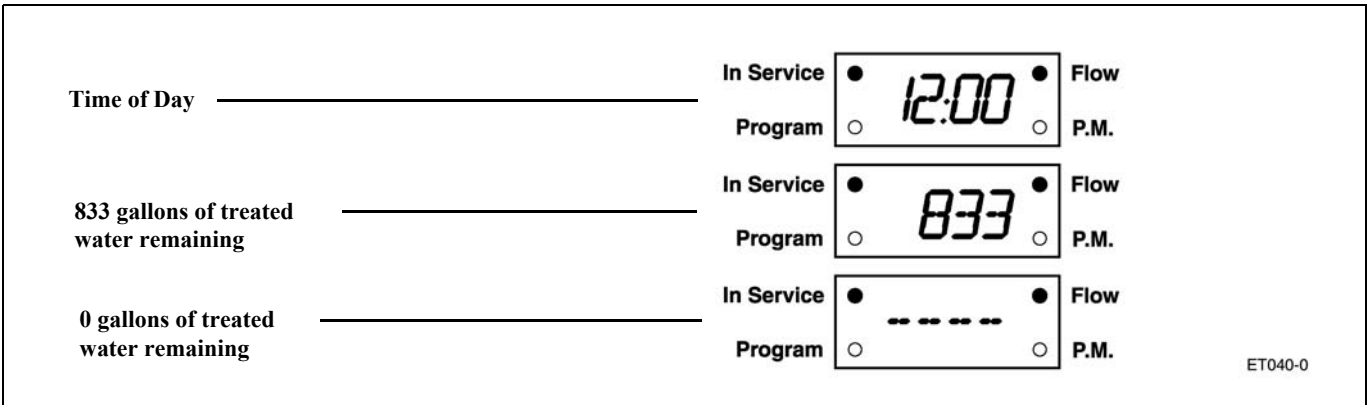 Time of Day
In Service 12:00 Flow
Program P.M.
833 gallons of treated
water remaining
In Service 833 Flow
Program P.M.
0 gallons of treated
water remaining
In Service ---- Flow
Program P.M.
ET040-0